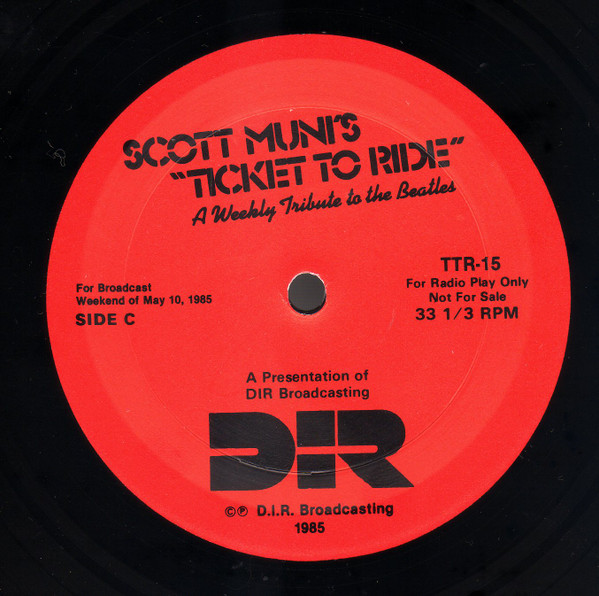 SCOTT MUNI'S
"TICKET TO RIDE"
A Weekly Tribute to the Beatles
For Broadcast
Weekend of May 10, 1985
SIDE C
TTR-15
For Radio Play Only
Not For Sale
33 1/3 RPM
A Presentation of
DIR Broadcasting
DIR
©℗ D.I.R. Broadcasting
1985